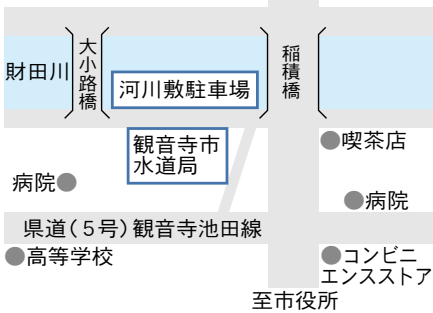 財田川
大小路橋
河川敷駐車場
稲積橋
観音寺市
水道局
喫茶店
病院
病院
県道(5号)観音寺池田線
高等学校
コンビニ
エンスストア
至市役所